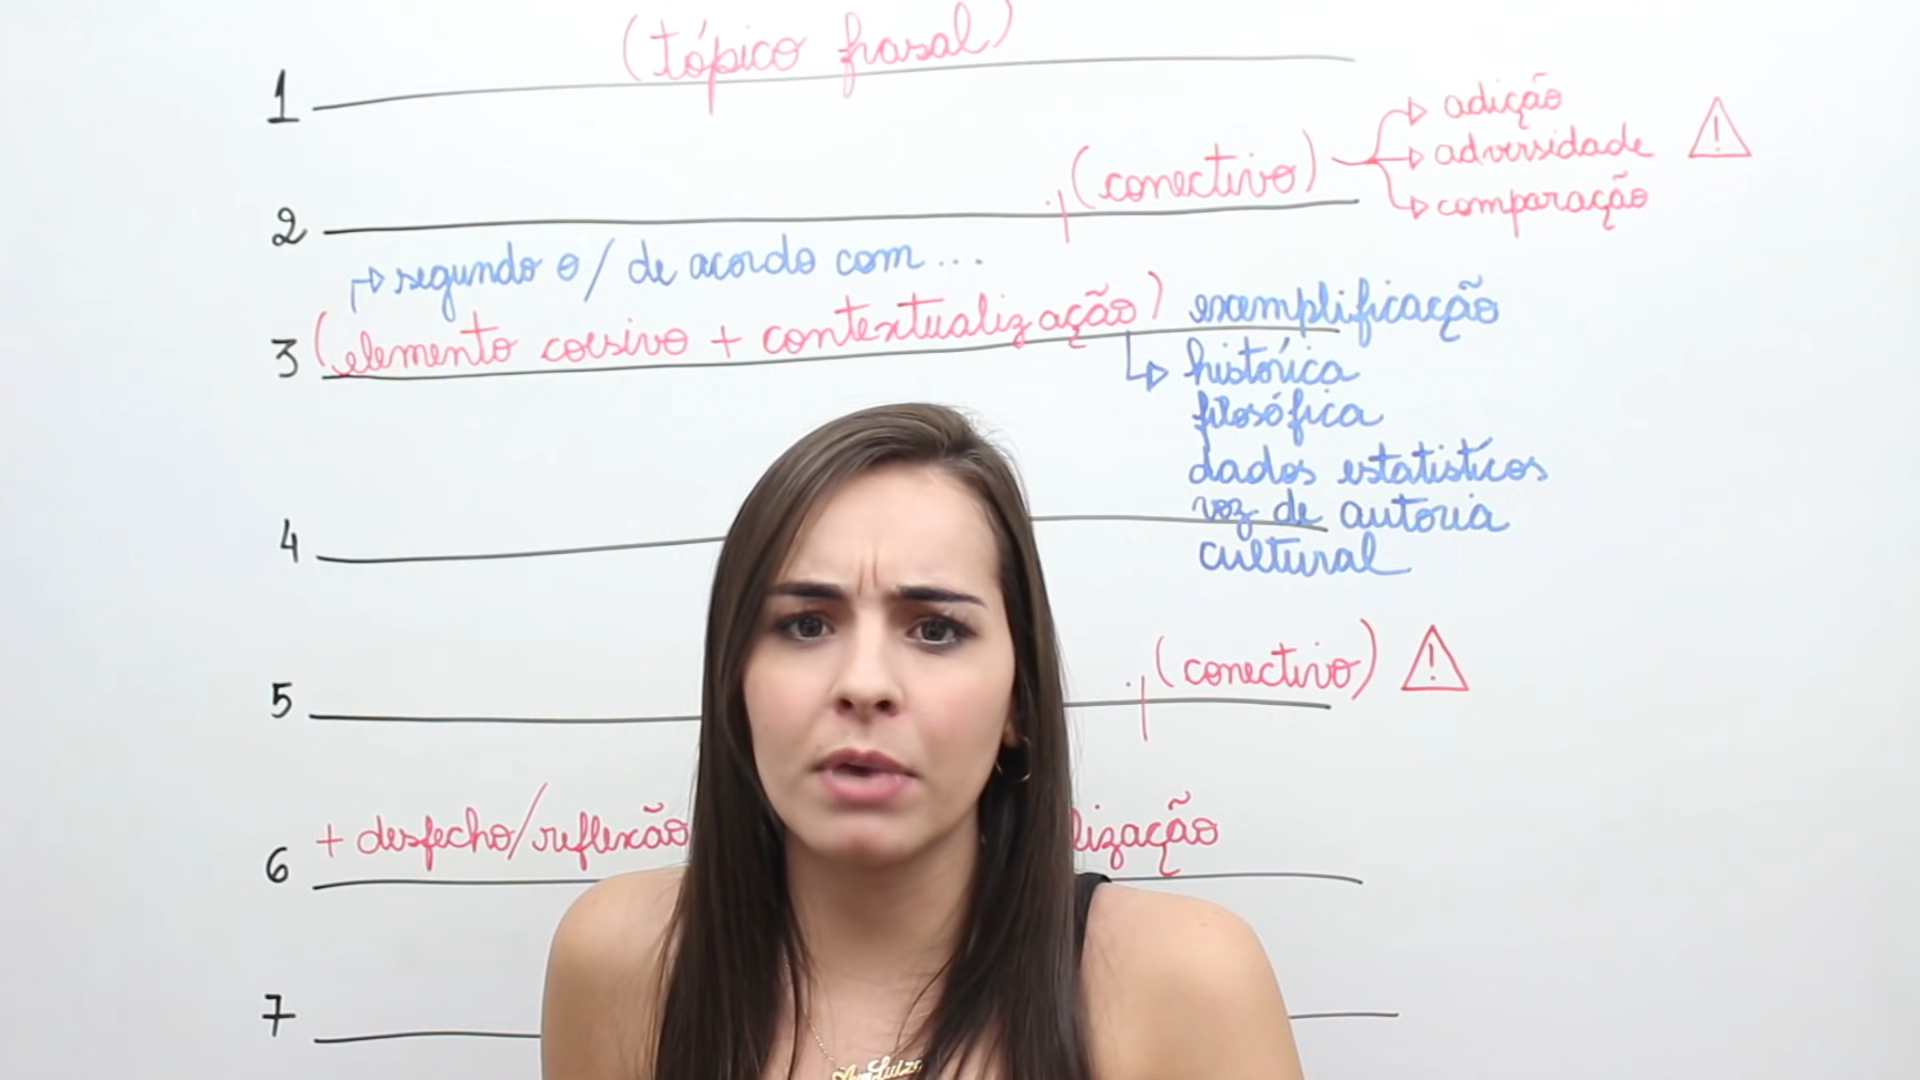 1 (tópico frasal)
adição
adversidade
comparação
2 . (conectivo)
segundo o/ de acordo com...
3 (elemento coesivo + contextualização) exemplificação
histórica
filosófica
dados estatísticos
voz de autoria
cultural
4
5 . (conectivo)
6 + desfecho/reflexão lização
7
Luiza